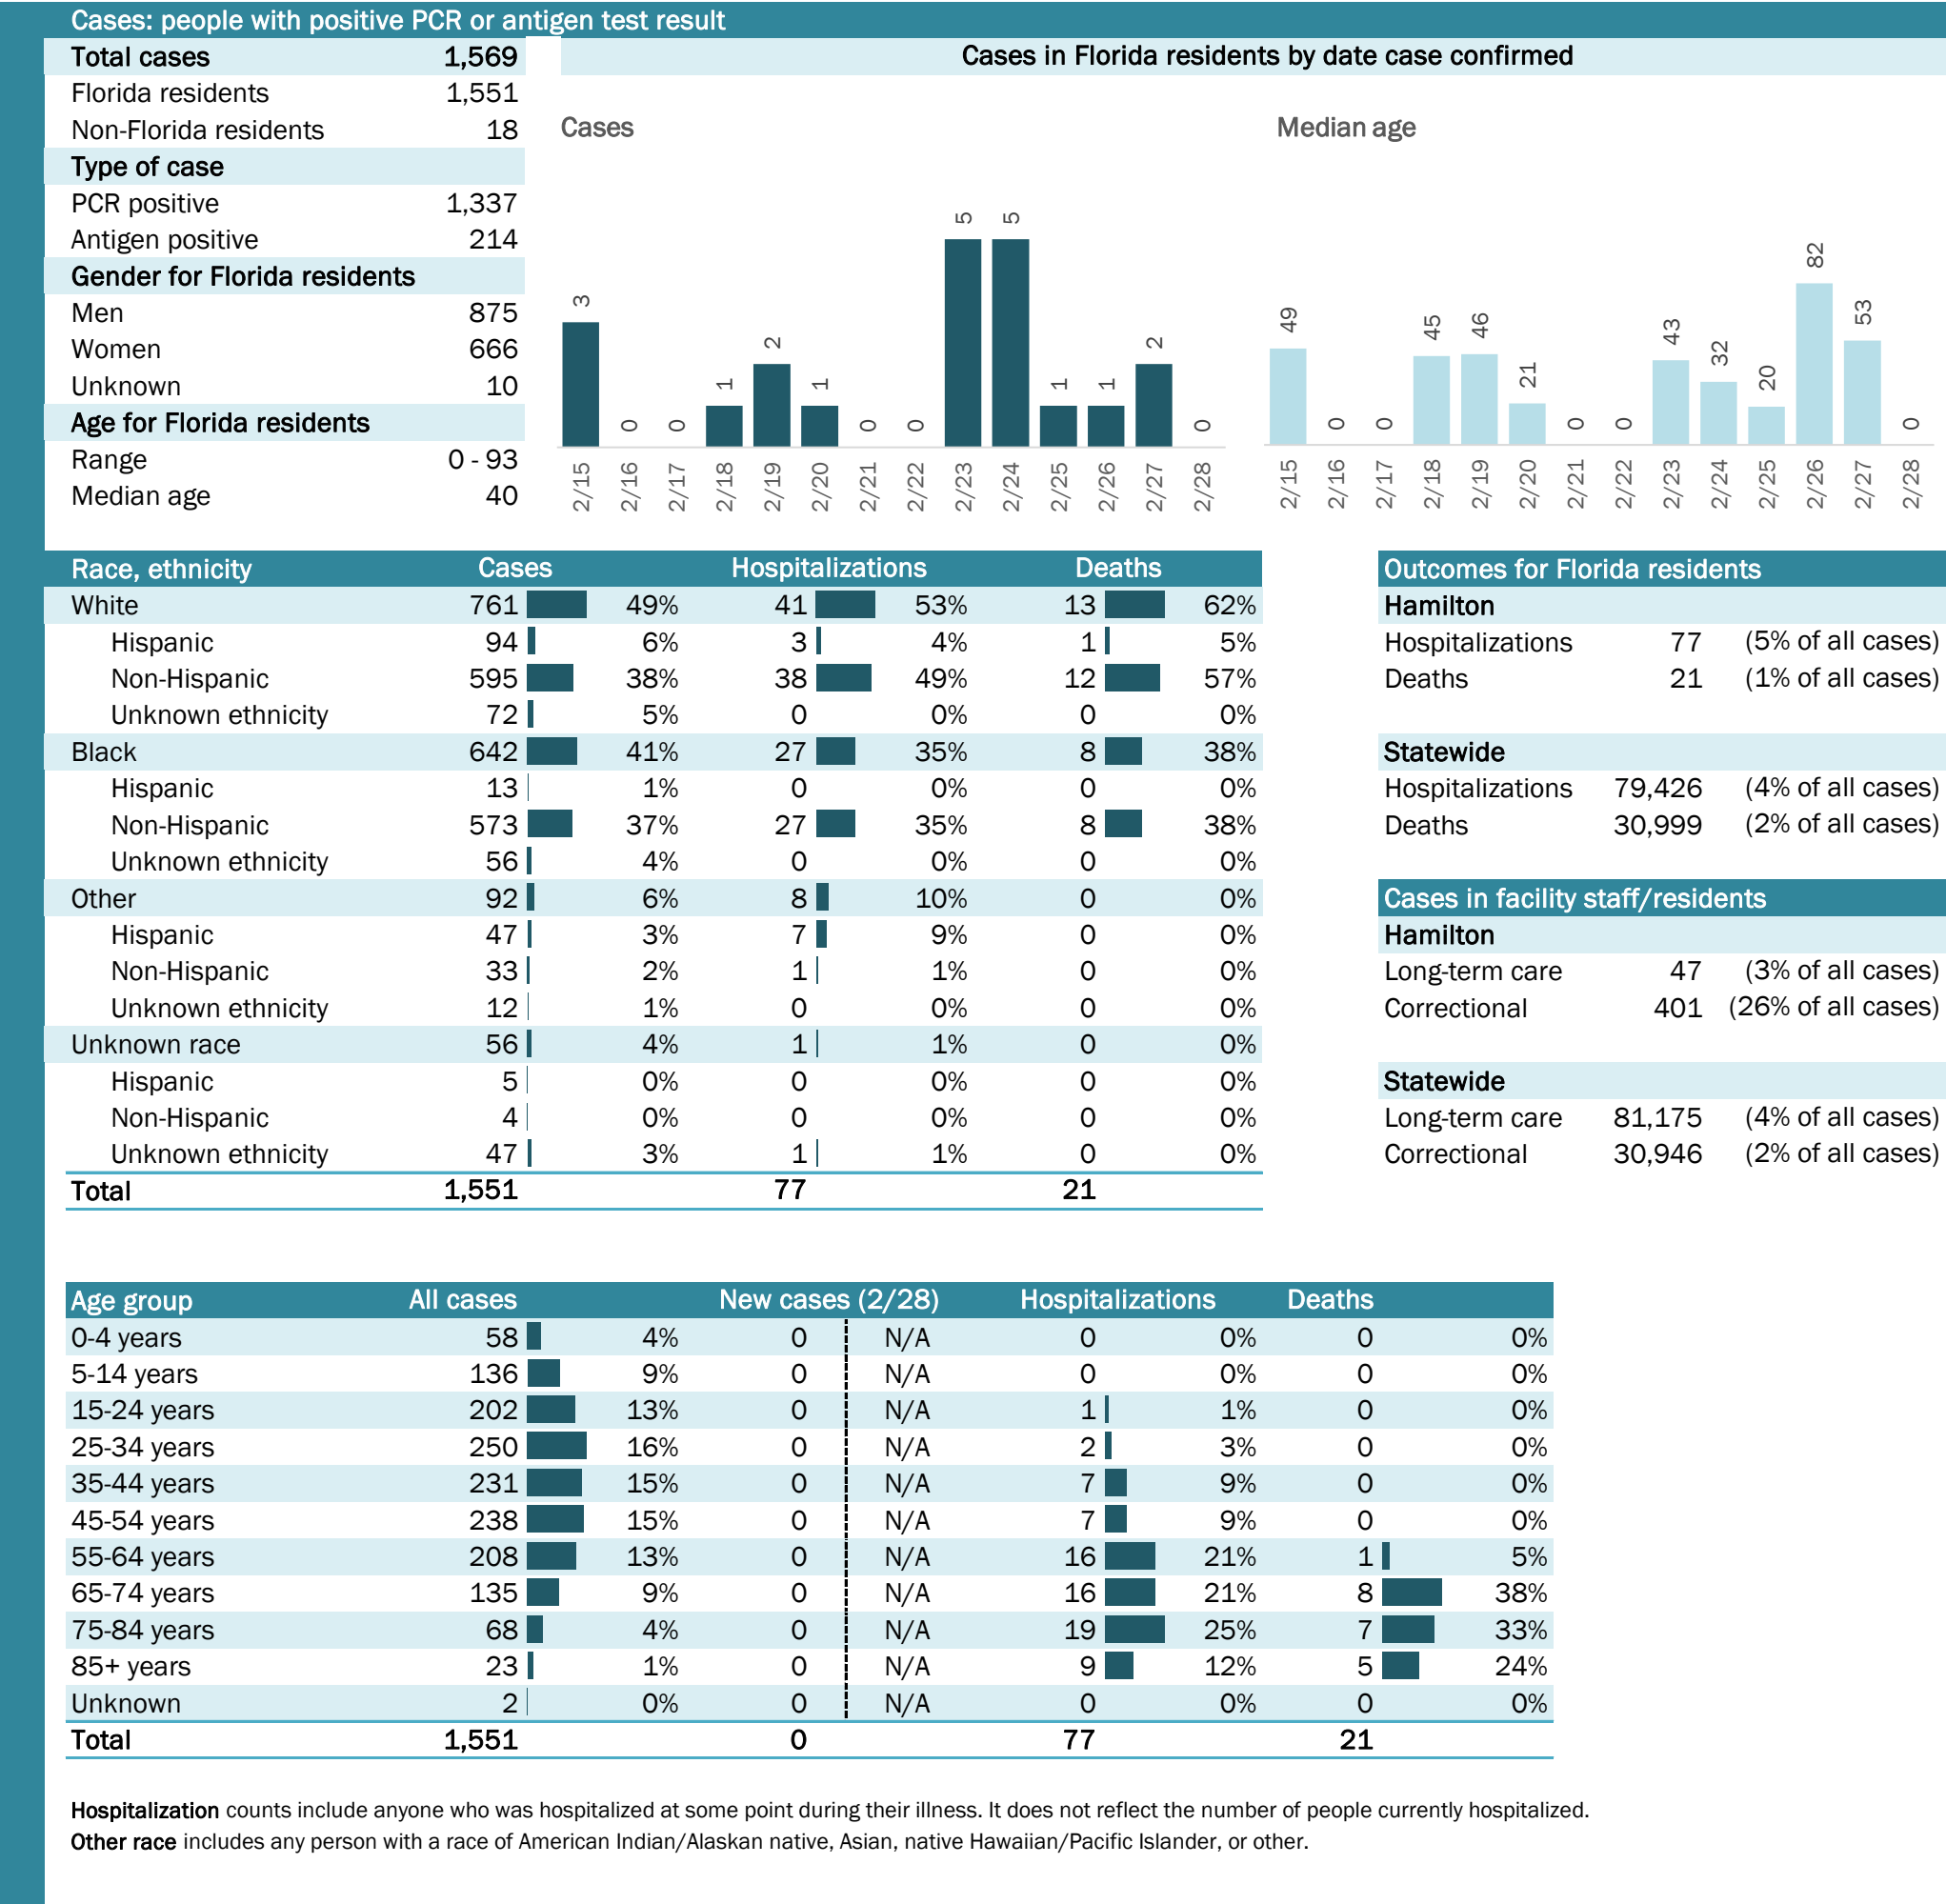 Cases: people with positive PCR or antigen test result
Total cases 1,569
Florida residents 1,551
Non-Florida residents 18
Type of case
PCR positive 1,337
Antigen positive 214
Gender for Florida residents
Men 875
Women 666
Unknown 10
Age for Florida residents
Range 0 - 93
Median age 40
Cases in Florida residents by date case confirmed
Cases
3 0 0 1 2 1 0 0 5 5 1 1 2 0
2/15 2/16 2/17 2/18 2/19 2/20 2/21 2/22 2/23 2/24 2/25 2/26 2/27 2/28
Median age
49 0 0 45 46 21 0 0 43 32 20 82 53 0
2/15 2/16 2/17 2/18 2/19 2/20 2/21 2/22 2/23 2/24 2/25 2/26 2/27 2/28
Race, ethnicity Cases Hospitalizations Deaths
White 761 49% 41 53% 13 62%
Hispanic 94 6% 3 4% 1 5%
Non-Hispanic 595 38% 38 49% 12 57%
Unknown ethnicity 72 5% 0 0% 0 0%
Black 642 41% 27 35% 8 38%
Hispanic 13 1% 0 0% 0 0%
Non-Hispanic 573 37% 27 35% 8 38%
Unknown ethnicity 56 4% 0 0% 0 0%
Other 92 6% 8 10% 0 0%
Hispanic 47 3% 7 9% 0 0%
Non-Hispanic 33 2% 1 1% 0 0%
Unknown ethnicity 12 1% 0 0% 0 0%
Unknown race 56 4% 1 1% 0 0%
Hispanic 5 0% 0 0% 0 0%
Non-Hispanic 4 0% 0 0% 0 0%
Unknown ethnicity 47 3% 1 1% 0 0%
Total 1,551 77 21
Outcomes for Florida residents
Hamilton
Hospitalizations 77 (5% of all cases)
Deaths 21 (1% of all cases)
Statewide
Hospitalizations 79,426 (4% of all cases)
Deaths 30,999 (2% of all cases)
Cases in facility staff/residents
Hamilton
Long-term care 47 (3% of all cases)
Correctional 401 (26% of all cases)
Statewide
Long-term care 81,175 (4% of all cases)
Correctional 30,946 (2% of all cases)
Age group All cases New cases (2/28) Hospitalizations Deaths
0-4 years 58 4% 0 N/A 0 0% 0 0%
5-14 years 136 9% 0 N/A 0 0% 0 0%
15-24 years 202 13% 0 N/A 1 1% 0 0%
25-34 years 250 16% 0 N/A 2 3% 0 0%
35-44 years 231 15% 0 N/A 7 9% 0 0%
45-54 years 238 15% 0 N/A 7 9% 0 0%
55-64 years 208 13% 0 N/A 16 21% 1 5%
65-74 years 135 9% 0 N/A 16 21% 8 38%
75-84 years 68 4% 0 N/A 19 25% 7 33%
85+ years 23 1% 0 N/A 9 12% 5 24%
Unknown 2 0% 0 N/A 0 0% 0 0%
Total 1,551 0 77 21
Hospitalization counts include anyone who was hospitalized at some point during their illness. It does not reflect the number of people currently hospitalized.
Other race includes any person with a race of American Indian/Alaskan native, Asian, native Hawaiian/Pacific Islander, or other.